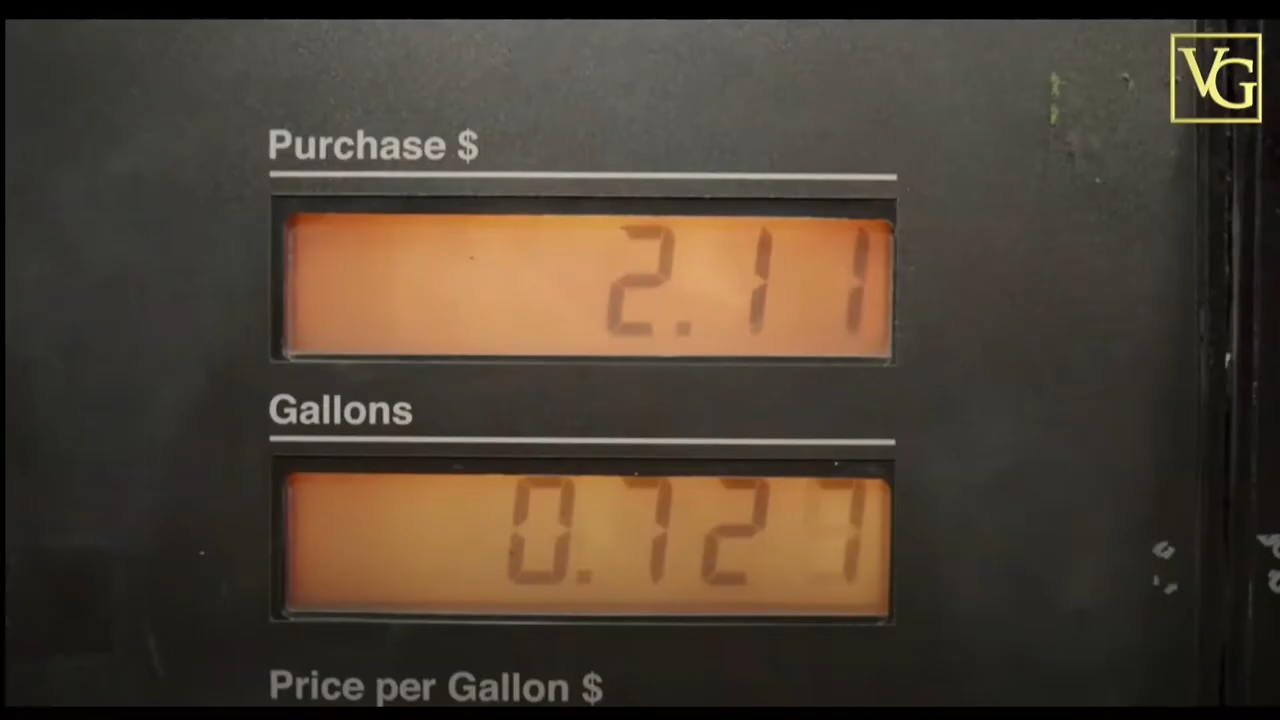 VG
Purchase $
2.11
Gallons
0.727
Price per Gallon $